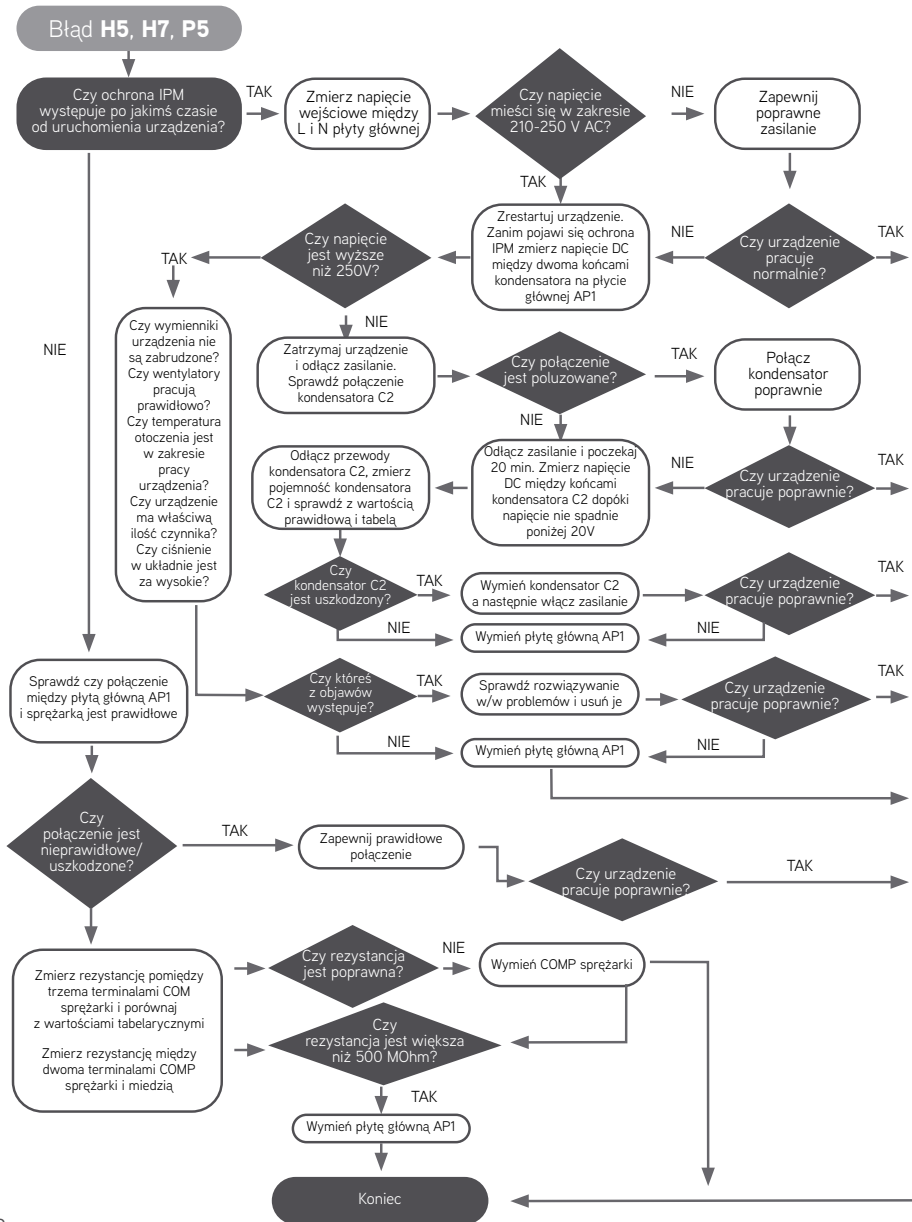 Błąd H5, H7, P5
Czy ochrona IPM
występuje po jakimś czasie
od uruchomienia urządzenia?
TAK
Zmierz napięcie
wejściowe między
L i N płyty głównej
Czy napięcie
mieści się w zakresie
210-250 V AC?
NIE
Zapewnij
poprawne
zasilanie
TAK
Zrestartuj urządzenie.
Zanim pojawi się ochrona
IPM zmierz napięcie DC
między dwoma końcami
kondensatora na płycie
głównej AP1
NIE
Czy urządzenie
pracuje
normalnie?
TAK
Czy napięcie
jest wyższe
niż 250V?
TAK
NIE
Czy wymienniki
urządzenia nie
są zabrudzone?
Czy wentylatory
pracują
prawidłowo?
Czy temperatura
otoczenia jest
w zakresie
pracy
urządzenia?
Czy urządzenie
ma właściwą
ilość czynnika?
Czy ciśnienie
w układnie jest
za wysokie?
NIE
Zatrzymaj urządzenie
i odłącz zasilanie.
Sprawdź połączenie
kondensatora C2
Czy połączenie
jest poluzowane?
TAK
Połącz
kondensator
poprawnie
NIE
Odłącz przewody
kondensatora C2, zmierz
pojemność kondensatora
C2 i sprawdź z wartością
prawidłową i tabelą
Odłącz zasilanie i poczekaj
20 min. Zmierz napięcie
DC między końcami
kondensatora C2 dopóki
napięcie nie spadnie
poniżej 20V
NIE
Czy urządzenie
pracuje poprawnie?
TAK
Czy
kondensator C2
jest uszkodzony?
TAK
Wymień kondensator C2
a następnie włącz zasilanie
Czy urządzenie
pracuje poprawnie?
TAK
NIE
Wymień płytę główną AP1
NIE
Sprawdź czy połączenie
między płytą główną AP1
i sprężarką jest prawidłowe
Czy któreś
z objawów
występuje?
TAK
Sprawdź rozwiązywanie
w/w problemów i usuń je
Czy urządzenie
pracuje poprawnie?
TAK
NIE
Wymień płytę główną AP1
NIE
Czy
połączenie jest
nieprawidłowe/
uszkodzone?
TAK
Zapewnij prawidłowe
połączenie
Czy urządzenie
pracuje poprawnie?
TAK
Zmierz rezystancję pomiędzy
trzema terminalami COM
sprężarki i porównaj
z wartościami tabelarycznymi
Zmierz rezystancję między
dwoma terminalami COMP
sprężarki i miedzią
Czy rezystancja
jest poprawna?
NIE
Wymień COMP sprężarki
Czy
rezystancja jest większa
niż 500 MOhm?
TAK
Wymień płytę główną AP1
Koniec